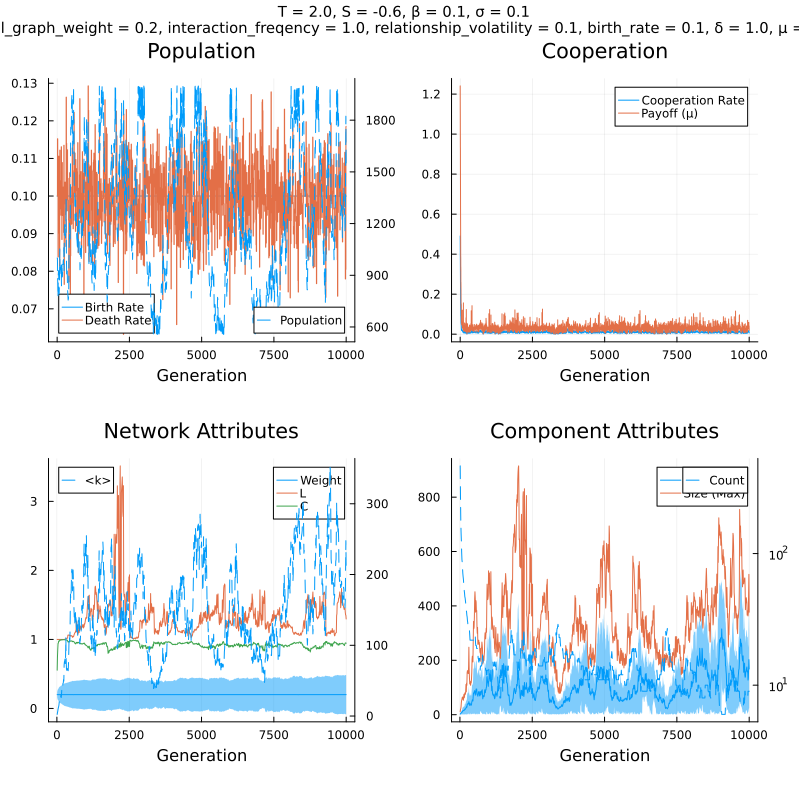 T = 2.0, S = -0.6, β = 0.1, σ = 0.1
l_graph_weight = 0.2, interaction_freqency = 1.0, relationship_volatility = 0.1, birth_rate = 0.1, δ = 1.0, μ =
Population
Cooperation
0.13
0.12
0.11
0.10
0.09
0.08
0.07
1800
1500
1200
900
600
Birth Rate
Death Rate
Population
0
2500
5000
7500
10000
Generation
1.2
1.0
0.8
0.6
0.4
0.2
0.0
Cooperation Rate
Payoff (μ)
0
2500
5000
7500
10000
Generation
Network Attributes
Component Attributes
3
2
1
0
<k>
Weight
L
C
300
200
100
0
0
2500
5000
7500
10000
Generation
800
600
400
200
0
Count
Size (Max)
10²
10¹
0
2500
5000
7500
10000
Generation